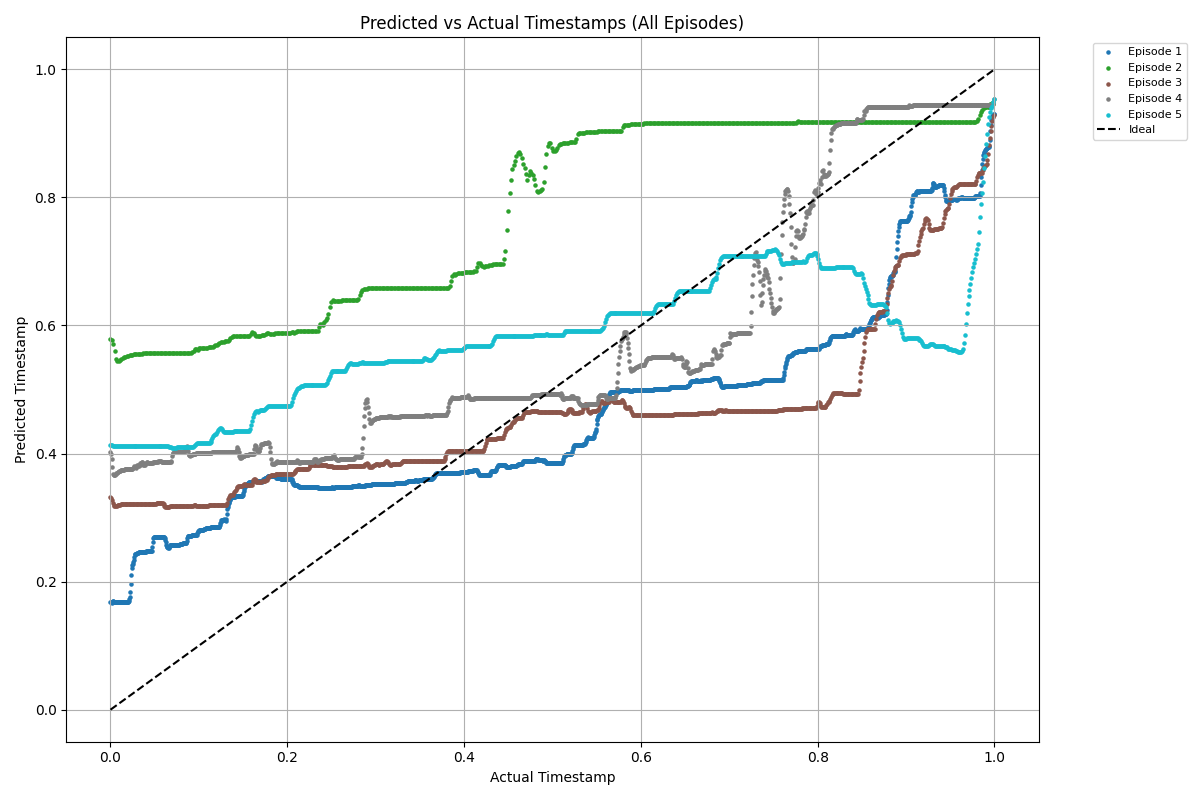 Predicted vs Actual Timestamps (All Episodes)
Episode 1
Episode 2
Episode 3
Episode 4
Episode 5
Ideal
Predicted Timestamp
1.0
0.8
0.6
0.4
0.2
0.0
0.0 0.2 0.4 0.6 0.8 1.0
Actual Timestamp